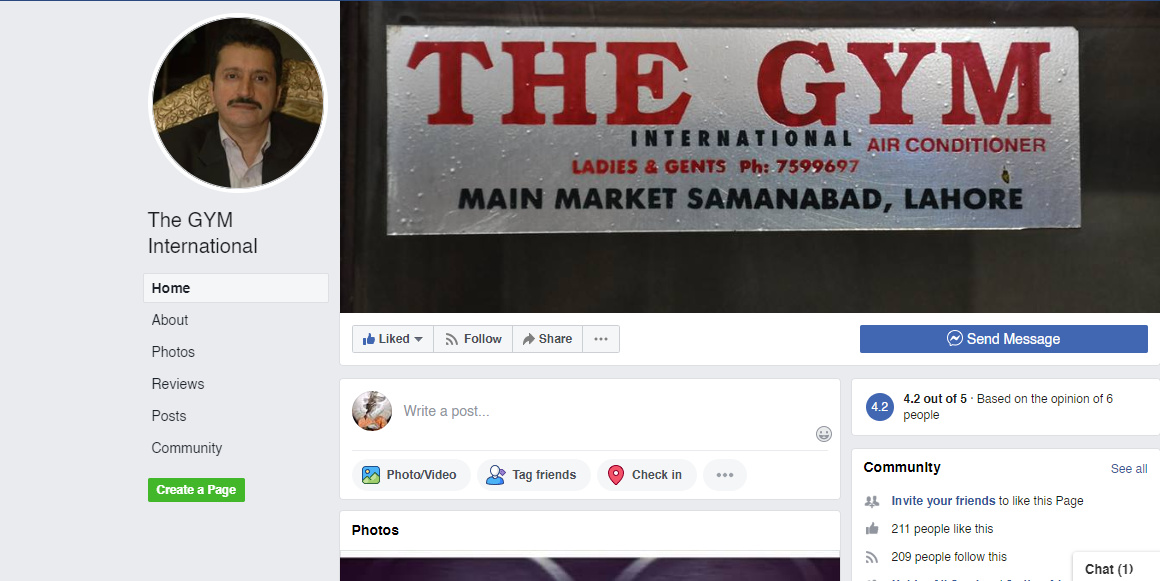 THE GYM
INTERNATIONAL
AIR CONDITIONER
LADIES & GENTS Ph: 7599697
MAIN MARKET SAMANABAD, LAHORE
The GYM
International
Home
About
Photos
Reviews
Posts
Community
Create a Page
Liked
Follow
Share
Send Message
Write a post...
Photo/Video
Tag friends
Check in
Photos
4.2
4.2 out of 5 · Based on the opinion of 6
people
Community
See all
Invite your friends to like this Page
211 people like this
209 people follow this
Chat (1)